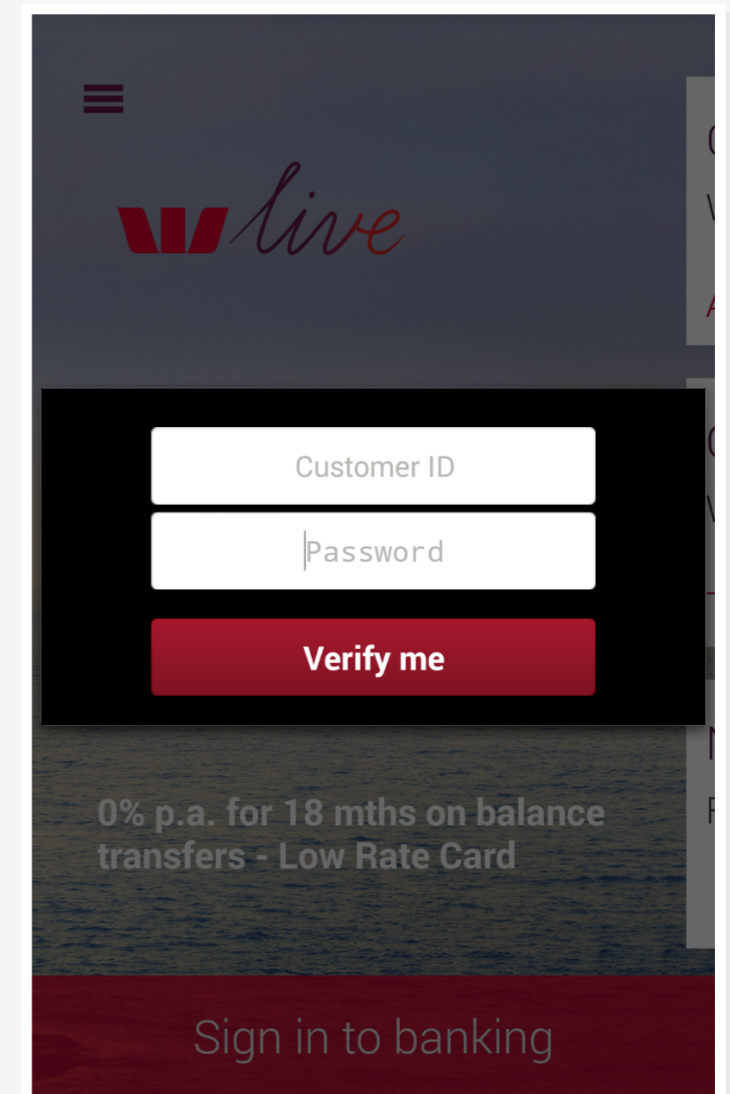 live
Customer ID
Password
Verify me
0% p.a. for 18 mths on balance
transfers - Low Rate Card
Sign in to banking